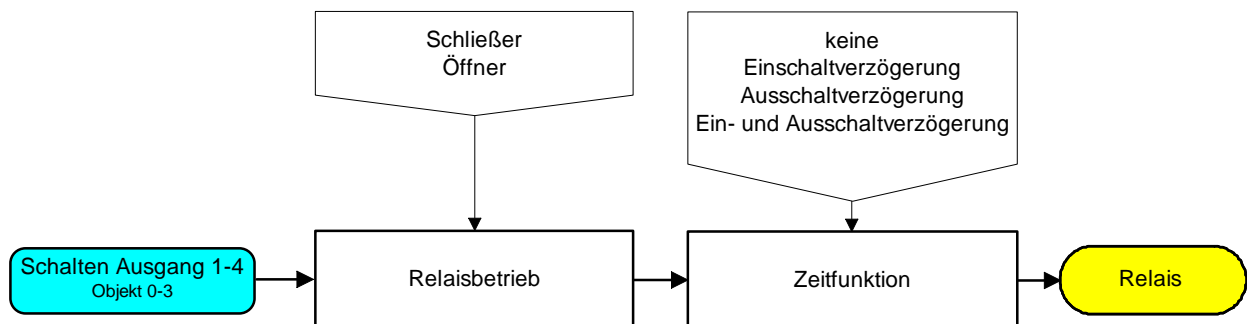 Schließer
Öffner
keine
Einschaltverzögerung
Ausschaltverzögerung
Ein- und Ausschaltverzögerung
Schalten Ausgang 1-4
Objekt 0-3
Relaisbetrieb
Zeitfunktion
Relais